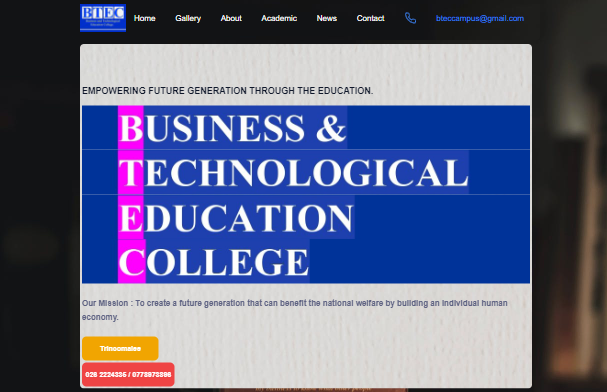 BTEC
Home Gallery About Academic News Contact bteccampus@gmail.com
EMPOWERING FUTURE GENERATION THROUGH THE EDUCATION.
BUSINESS &
TECHNOLOGICAL
EDUCATION
COLLEGE
Our Mission : To create a future generation that can benefit the national welfare by building an individual human
economy.
Trincomalee
026 2224335 / 0773973398